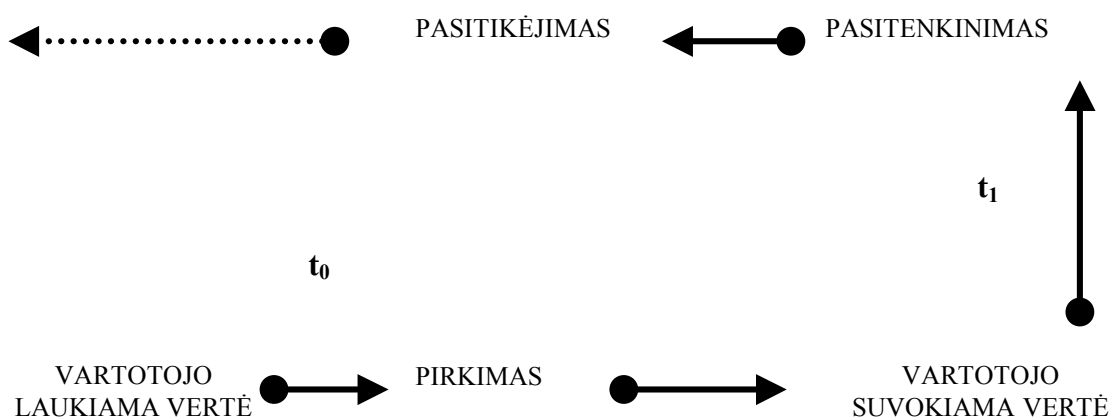 PASITIKĖJIMAS
PASITENKINIMAS
t₁
t₀
VARTOTOJO
LAUKIAMA VERTĖ
PIRKIMAS
VARTOTOJO
SUVOKIAMA VERTĖ